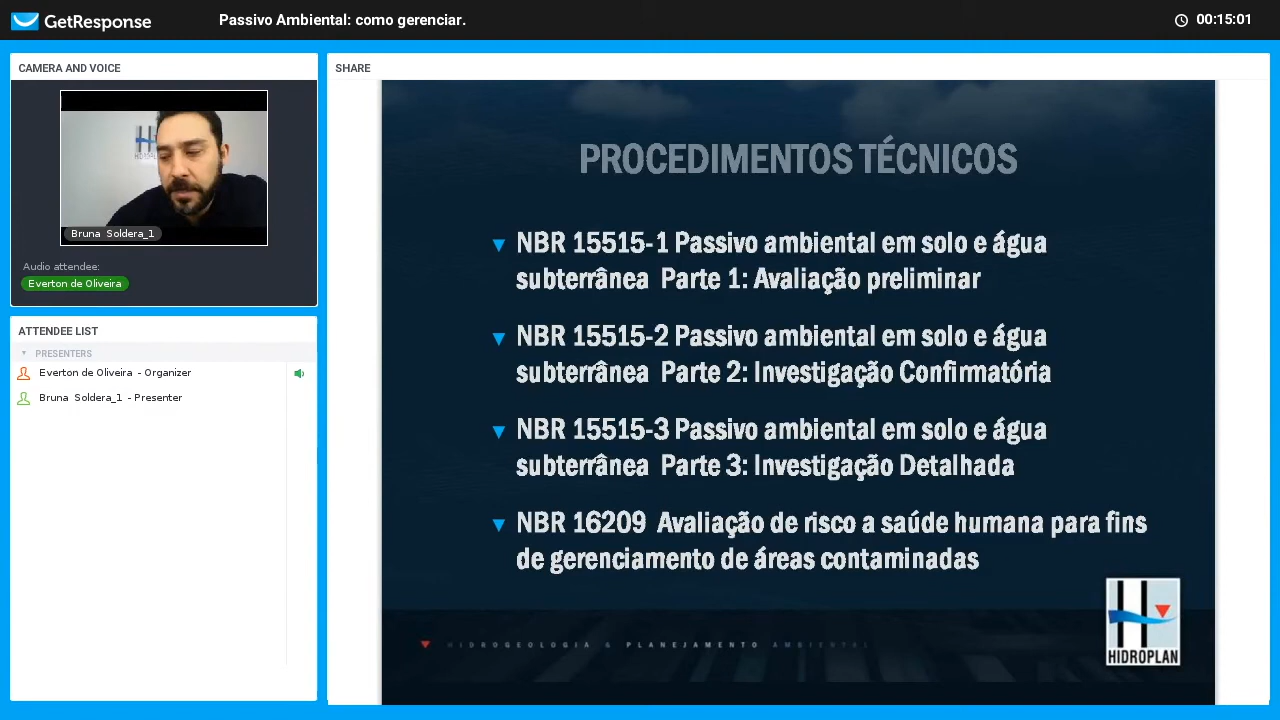 GetResponse
Passivo Ambiental: como gerenciar.
00:15:01
CAMERA AND VOICE
Bruna Soldera_1
Audio attendee:
Everton de Oliveira
ATTENDEE LIST
PRESENTERS
Everton de Oliveira - Organizer
Bruna Soldera_1 - Presenter
SHARE
PROCEDIMENTOS TÉCNICOS
NBR 15515-1 Passivo ambiental em solo e água
subterrânea Parte 1: Avaliação preliminar
NBR 15515-2 Passivo ambiental em solo e água
subterrânea Parte 2: Investigação Confirmatória
NBR 15515-3 Passivo ambiental em solo e água
subterrânea Parte 3: Investigação Detalhada
NBR 16209 Avaliação de risco a saúde humana para fins
de gerenciamento de áreas contaminadas
HIDROGEOLOGIA & PLANEJAMENTO AMBIENTAL
HIDROPLAN